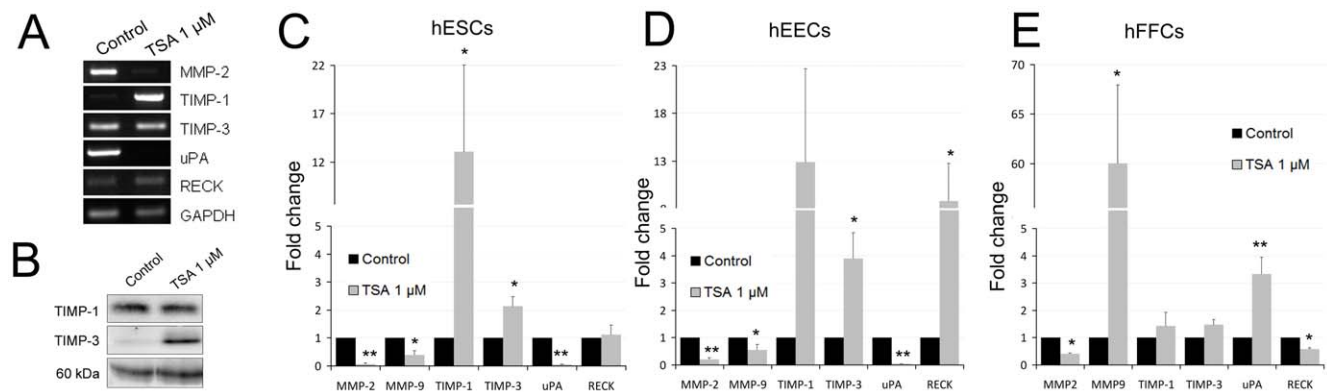 A
Control
TSA 1 µM
MMP-2
TIMP-1
TIMP-3
uPA
RECK
GAPDH
B
Control
TSA 1 µM
TIMP-1
TIMP-3
60 kDa
C
hESCs
Fold change
22
17
12
5
4
3
2
1
0
*
*
*
**
**
Control
TSA 1 µM
MMP-2 MMP-9 TIMP-1 TIMP-3 uPA RECK
D
hEECs
Fold change
23
18
13
8
5
4
3
2
1
0
*
*
*
**
**
Control
TSA 1 µM
MMP-2 MMP-9 TIMP-1 TIMP-3 uPA RECK
E
hFFCs
Fold change
70
65
60
5
4
3
2
1
0
*
**
*
*
Control
TSA 1 µM
MMP2 MMP9 TIMP-1 TIMP-3 uPA RECK